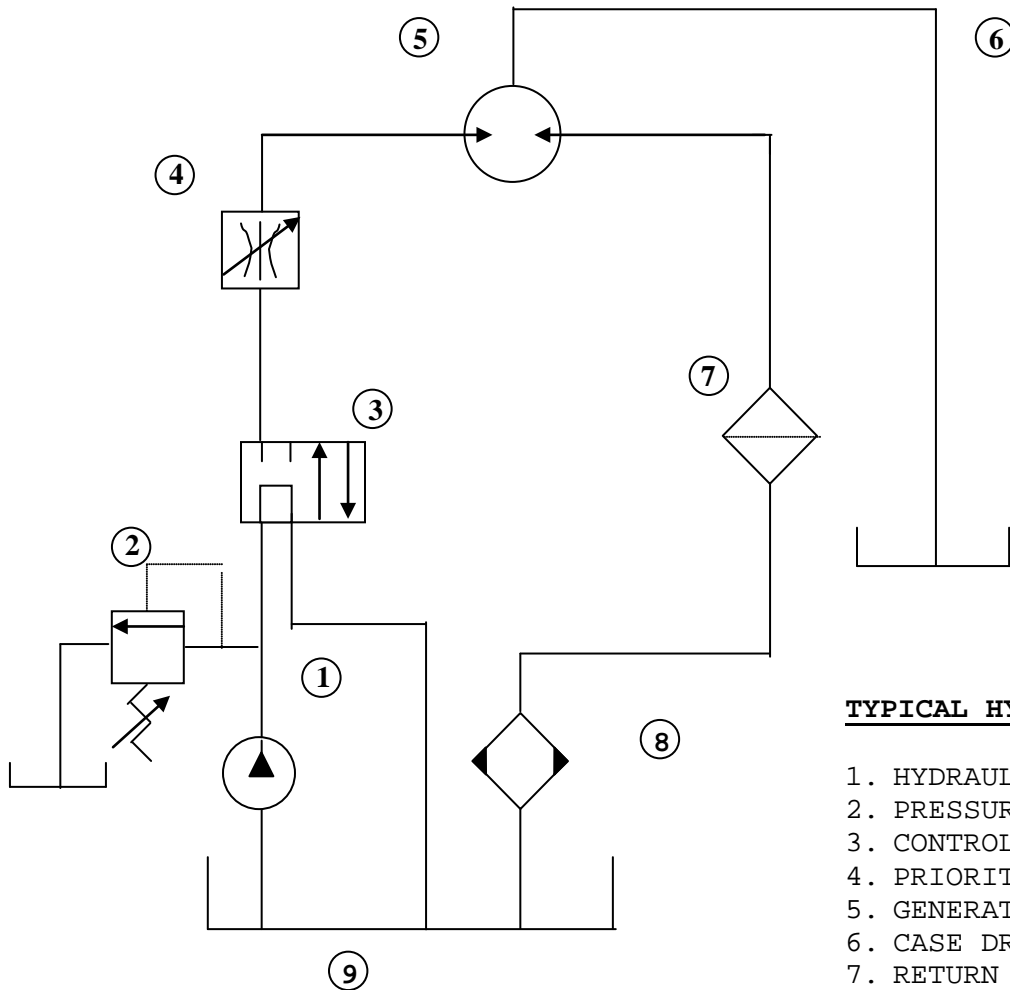 5
6
4
7
3
2
1
TYPICAL HY
8
1. HYDRAUL
2. PRESSUR
3. CONTROL
4. PRIORIT
5. GENERAT
6. CASE DR
9
7. RETURN